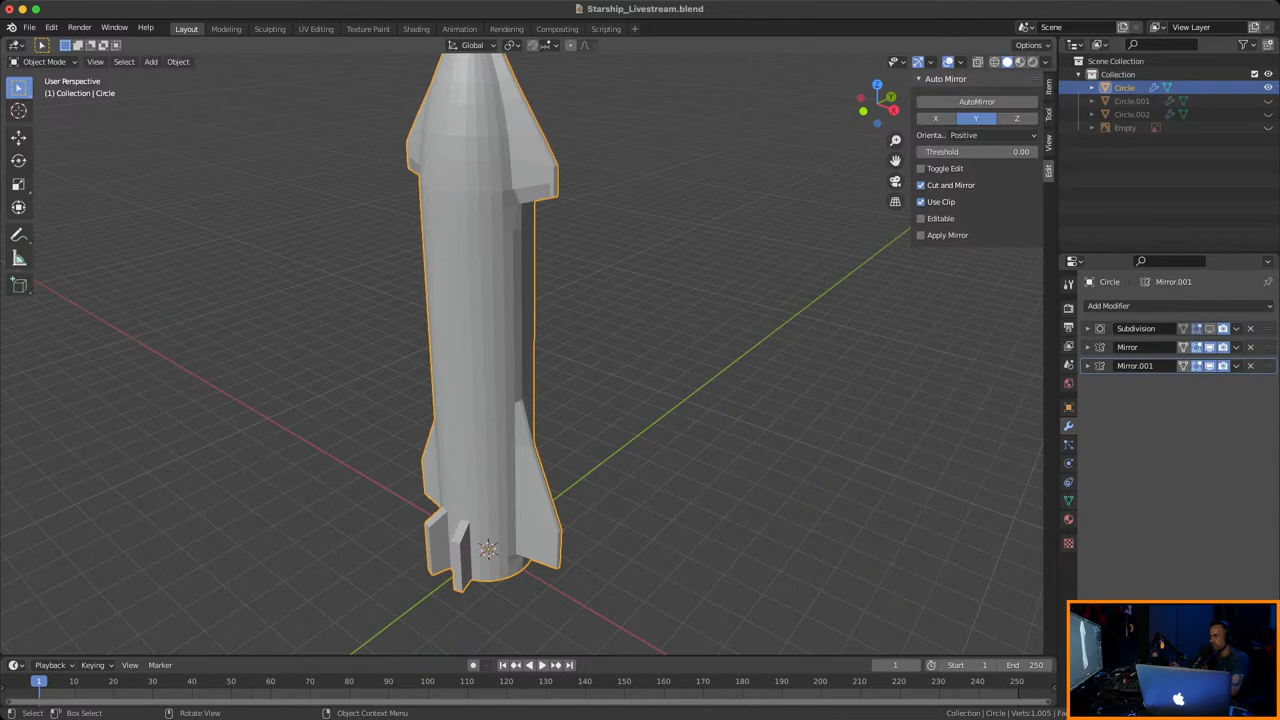 Starship_Livestream.blend
File Edit Render Window Help
Layout Modeling Sculpting UV Editing Texture Paint Shading Animation Rendering Compositing Scripting +
Scene
View Layer
Global
Options
Object Mode View Select Add Object
User Perspective
(1) Collection | Circle
Auto Mirror
AutoMirror
X Y Z
Orienta... Positive
Threshold 0.00
Toggle Edit
Cut and Mirror
Use Clip
Editable
Apply Mirror
Item
Tool
View
Edit
Scene Collection
Collection
Circle
Circle.001
Circle.002
Empty
Circle Mirror.001
Add Modifier
Subdivision
Mirror
Mirror.001
Playback Keying View Marker
1 Start 1 End 250
1 10 20 30 40 50 60 70 80 90 100 110 120 130 140 150 160 170 180 190 200 210 220 230 240 250
Select Box Select Rotate View Object Context Menu
Collection | Circle | Verts:1,005 |